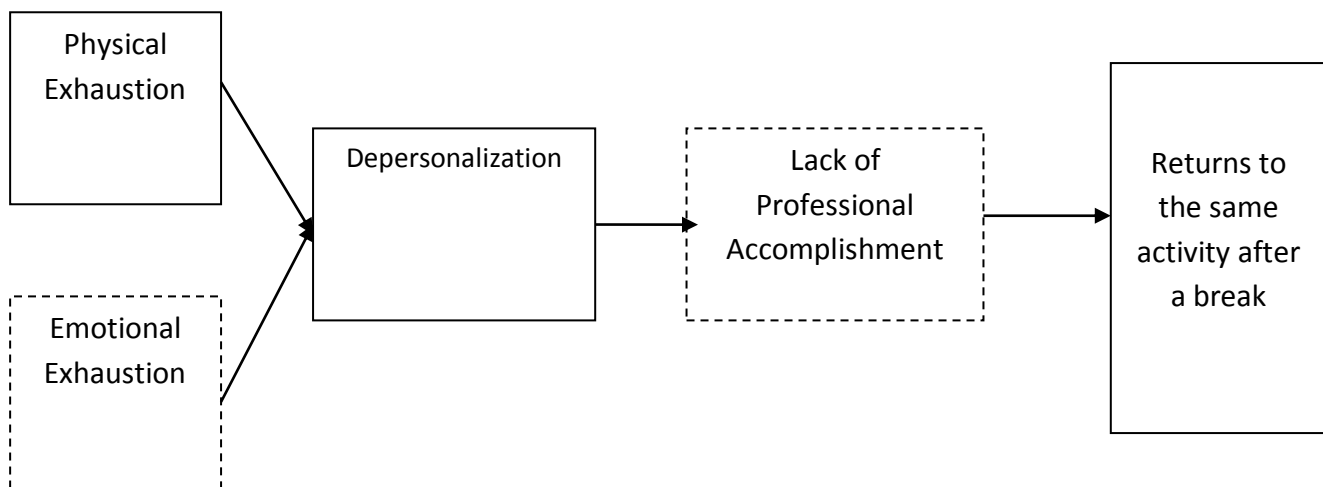 Physical
Exhaustion
Emotional
Exhaustion
Depersonalization
Lack of
Professional
Accomplishment
Returns to
the same
activity after
a break